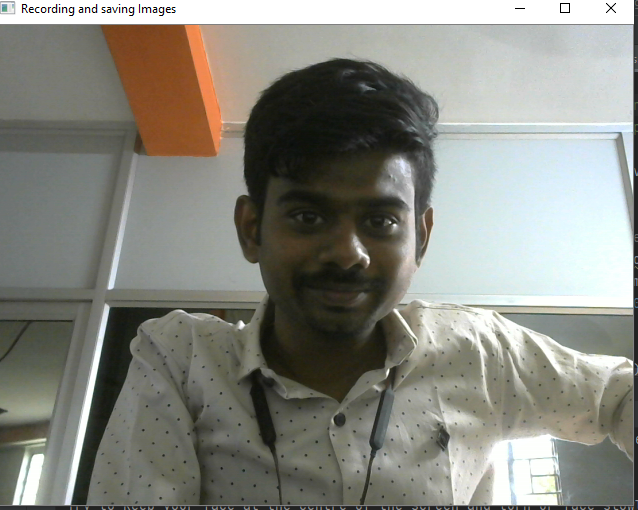 Recording and saving Images
Try to keep your face at the centre of the screen and turn of face slow